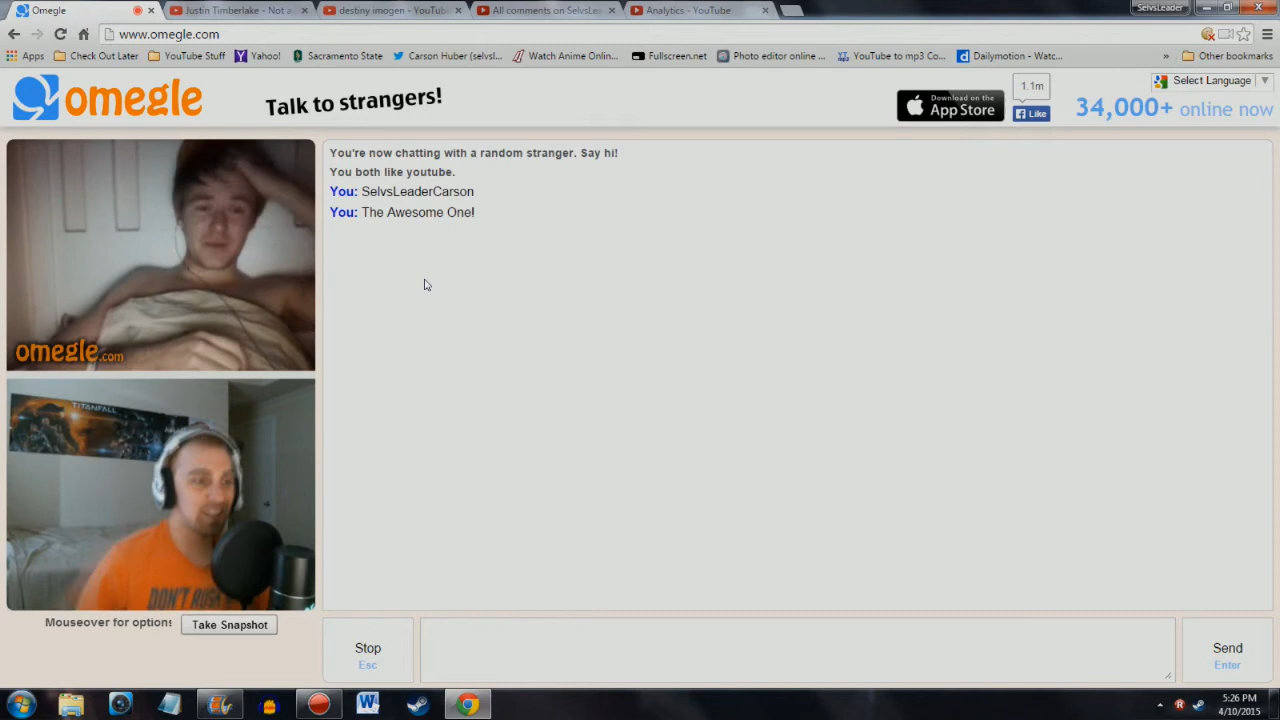 Omegle
Justin Timberlake - Not a
destiny imogen - YouTube
All comments on SelvsLea
Analytics - YouTube
SelvsLeader
www.omegle.com
Apps
Check Out Later
YouTube Stuff
Yahoo!
Sacramento State
Carson Huber (selvsl...
Watch Anime Onlin...
Fullscreen.net
Photo editor online ...
YouTube to mp3 Co...
Dailymotion - Watc...
»
Other bookmarks
omegle
Talk to strangers!
Download on the
App Store
1.1m
Like
Select Language
34,000+ online now
You're now chatting with a random stranger. Say hi!
You both like youtube.
You: SelvsLeaderCarson
You: The Awesome One!
omegle.com
TITANFALL
DON'T RUSH
Mouseover for options
Take Snapshot
Stop
Esc
Send
Enter
5:26 PM
4/10/2015